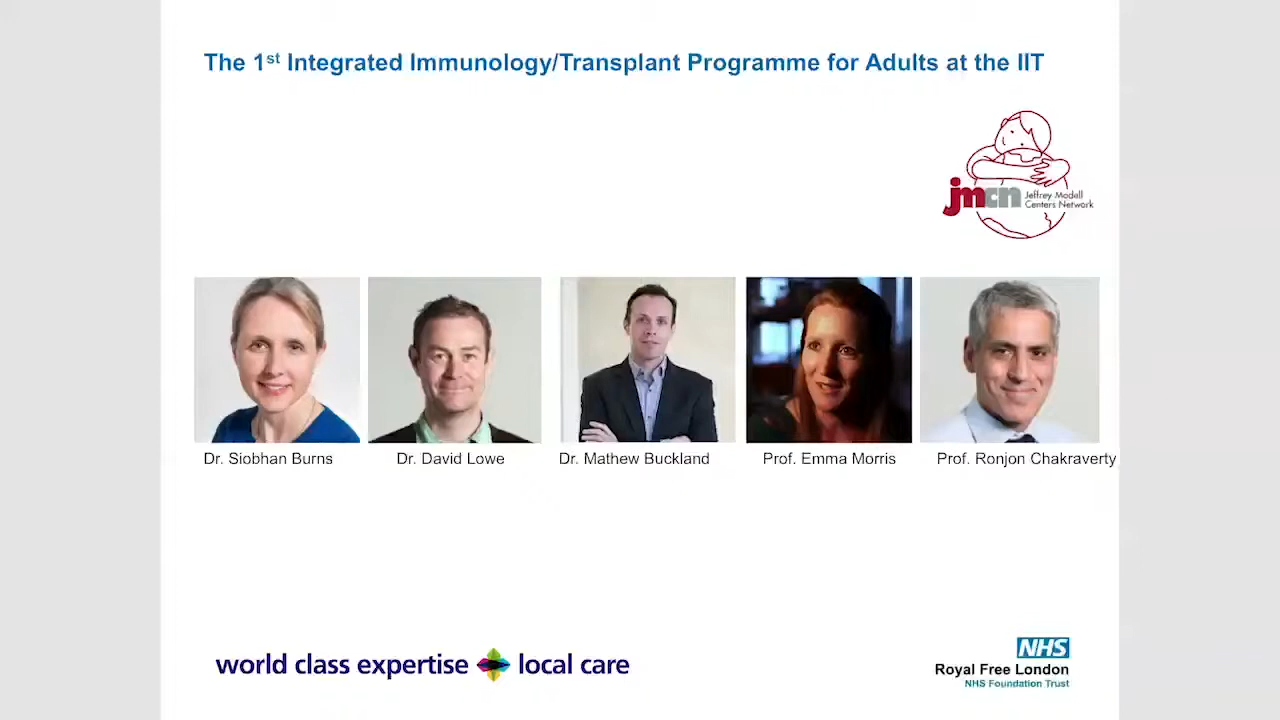 The 1st Integrated Immunology/Transplant Programme for Adults at the IIT
jmcn Jeffrey Modell
Centers Network
Dr. Siobhan Burns
Dr. David Lowe
Dr. Mathew Buckland
Prof. Emma Morris
Prof. Ronjon Chakraverty
world class expertise local care
NHS
Royal Free London
NHS Foundation Trust